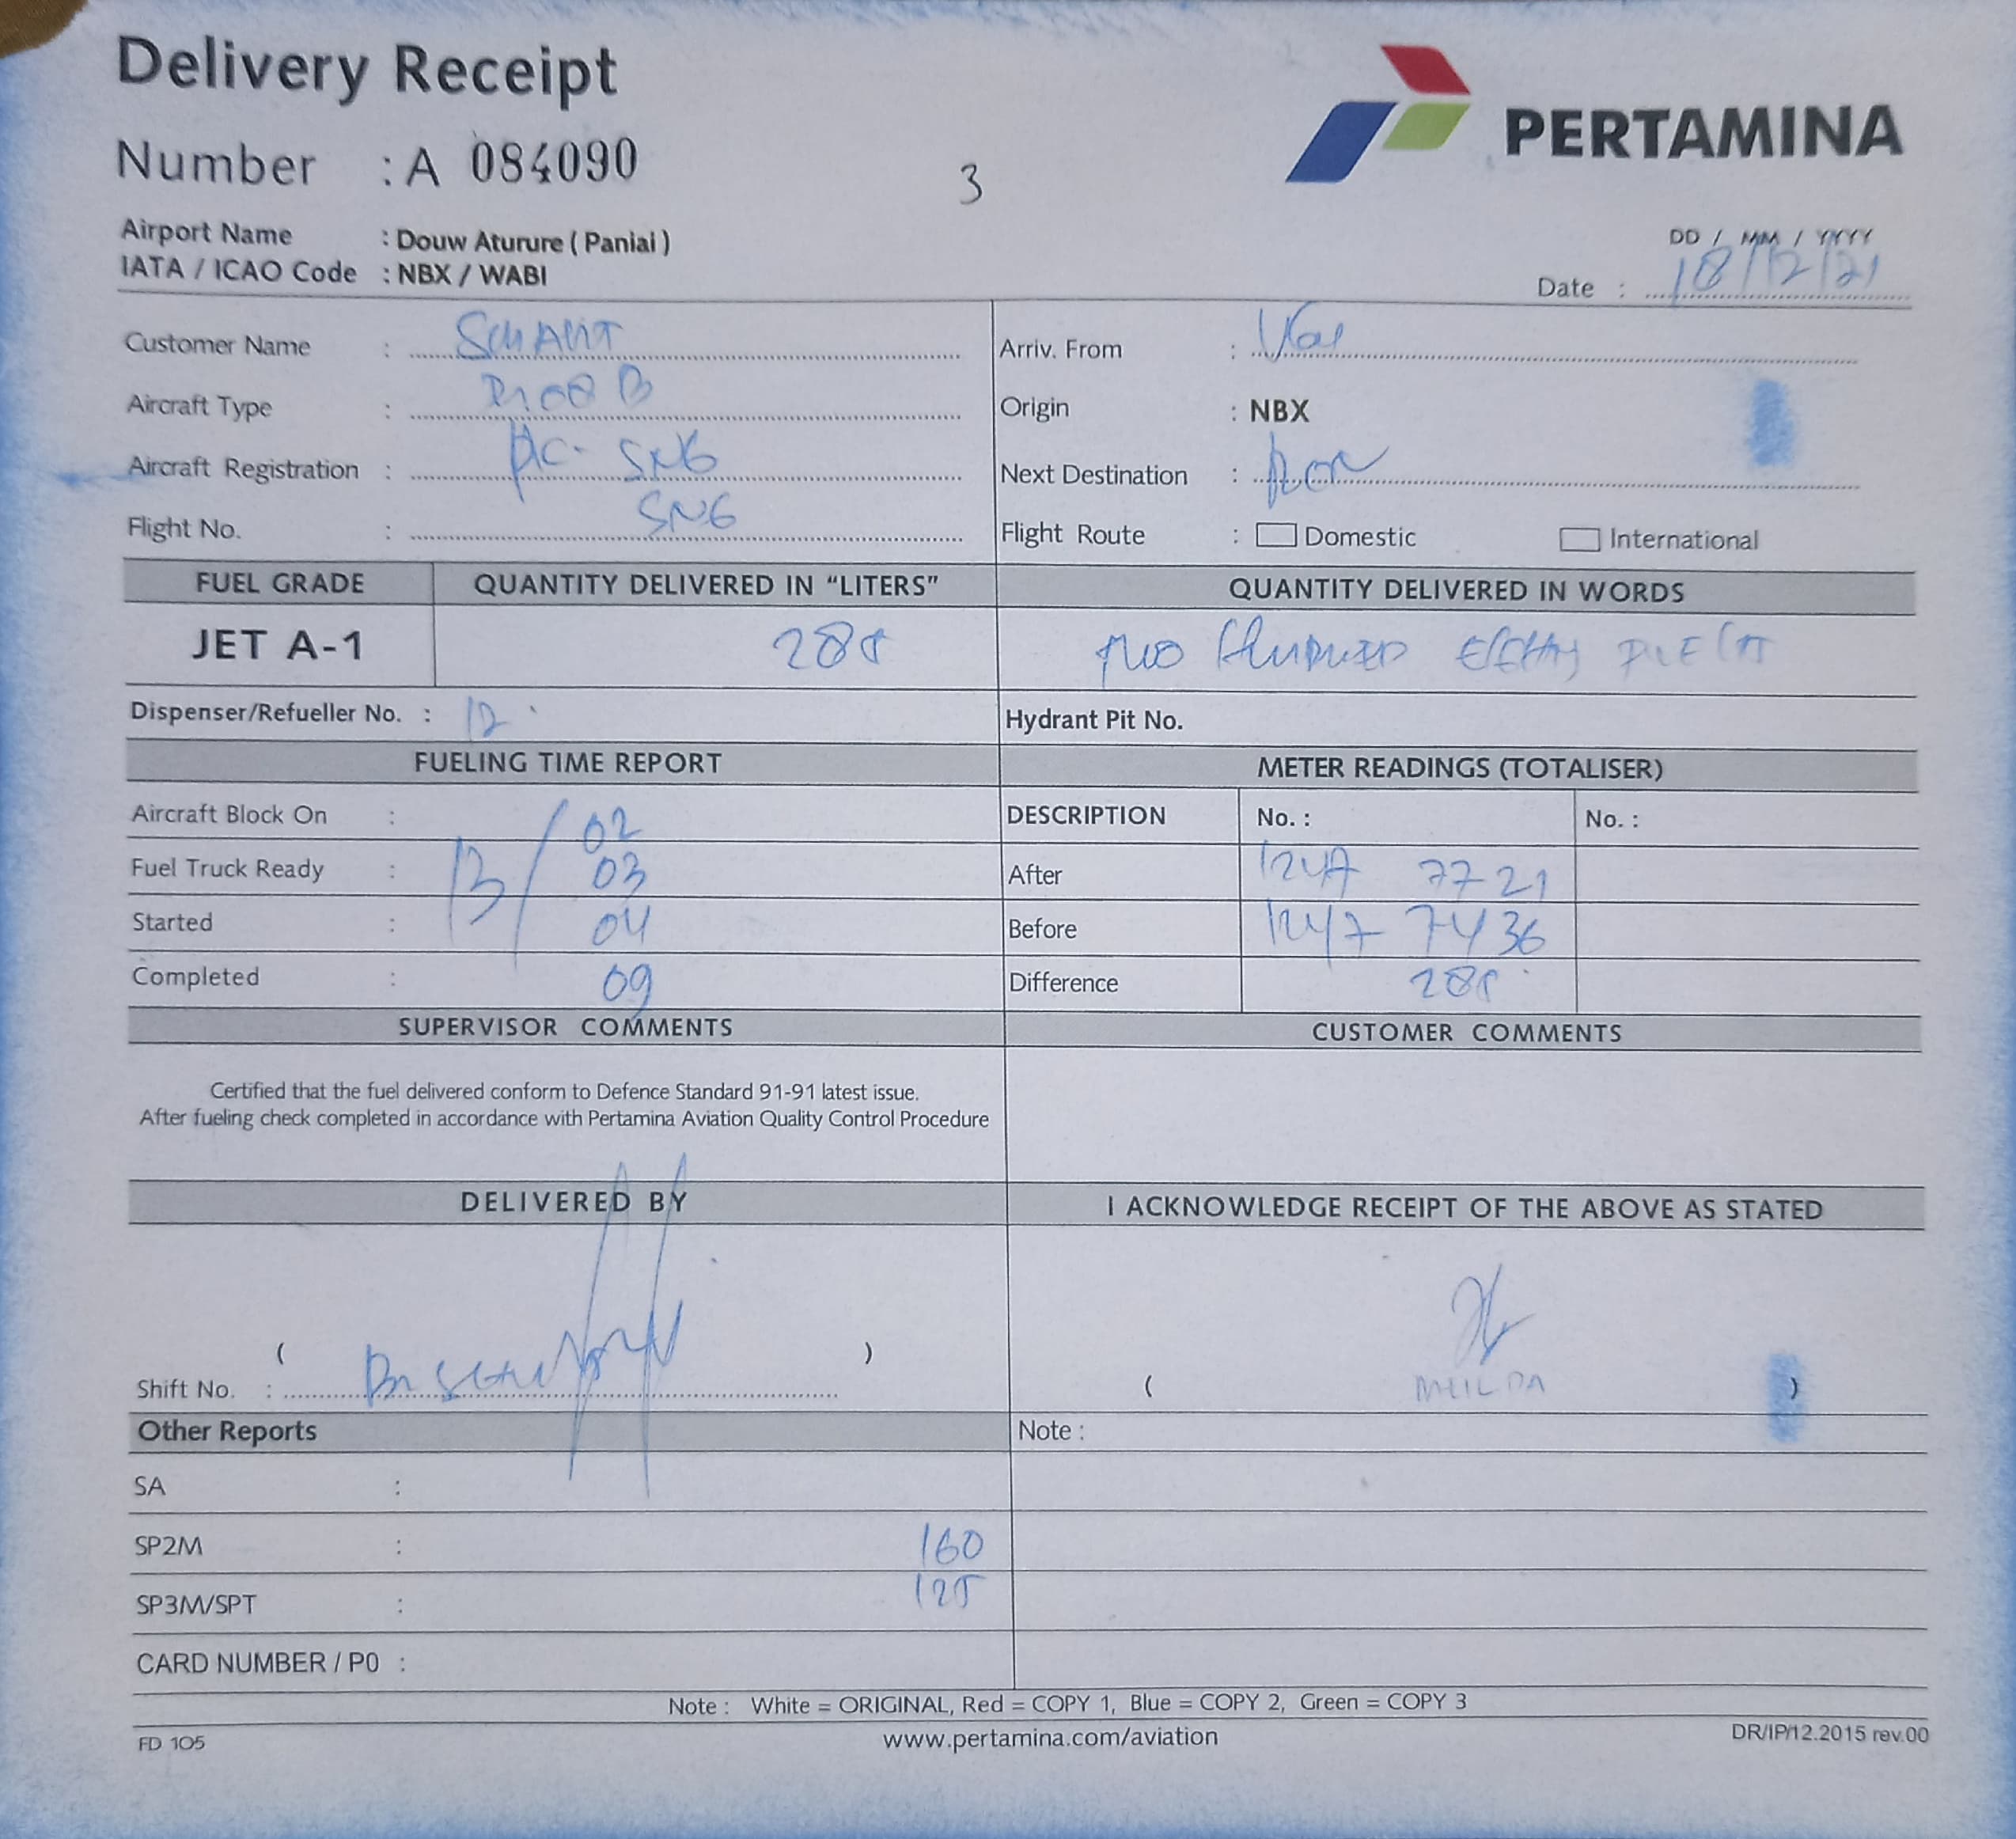 Delivery Receipt
PERTAMINA
Number : A 084090
3
Airport Name : Douw Aturure ( Paniai )
IATA / ICAO Code : NBX / WABI
DD / MM / YYYY
Date : 18/12/21
Customer Name :
Arriv. From :
Aircraft Type :
Origin : NBX
Aircraft Registration : SNG
Next Destination :
Flight No. : SNG
Flight Route : Domestic International
FUEL GRADE QUANTITY DELIVERED IN “LITERS” QUANTITY DELIVERED IN WORDS
JET A-1 285
Dispenser/Refueller No. : 12
Hydrant Pit No.
FUELING TIME REPORT METER READINGS (TOTALISER)
Aircraft Block On : 02
DESCRIPTION No. : No. :
Fuel Truck Ready : 13/ 03
After 1247 7721
Started : 04
Before 1247 7436
Completed : 09
Difference 285
SUPERVISOR COMMENTS CUSTOMER COMMENTS
Certified that the fuel delivered conform to Defence Standard 91-91 latest issue.
After fueling check completed in accordance with Pertamina Aviation Quality Control Procedure
DELIVERED BY I ACKNOWLEDGE RECEIPT OF THE ABOVE AS STATED
( )
Shift No. :
( )
Other Reports
Note :
SA :
SP2M : 160
SP3M/SPT : 125
CARD NUMBER / P0 :
Note : White = ORIGINAL, Red = COPY 1, Blue = COPY 2, Green = COPY 3
FD 105
www.pertamina.com/aviation
DR/IP/12.2015 rev.00